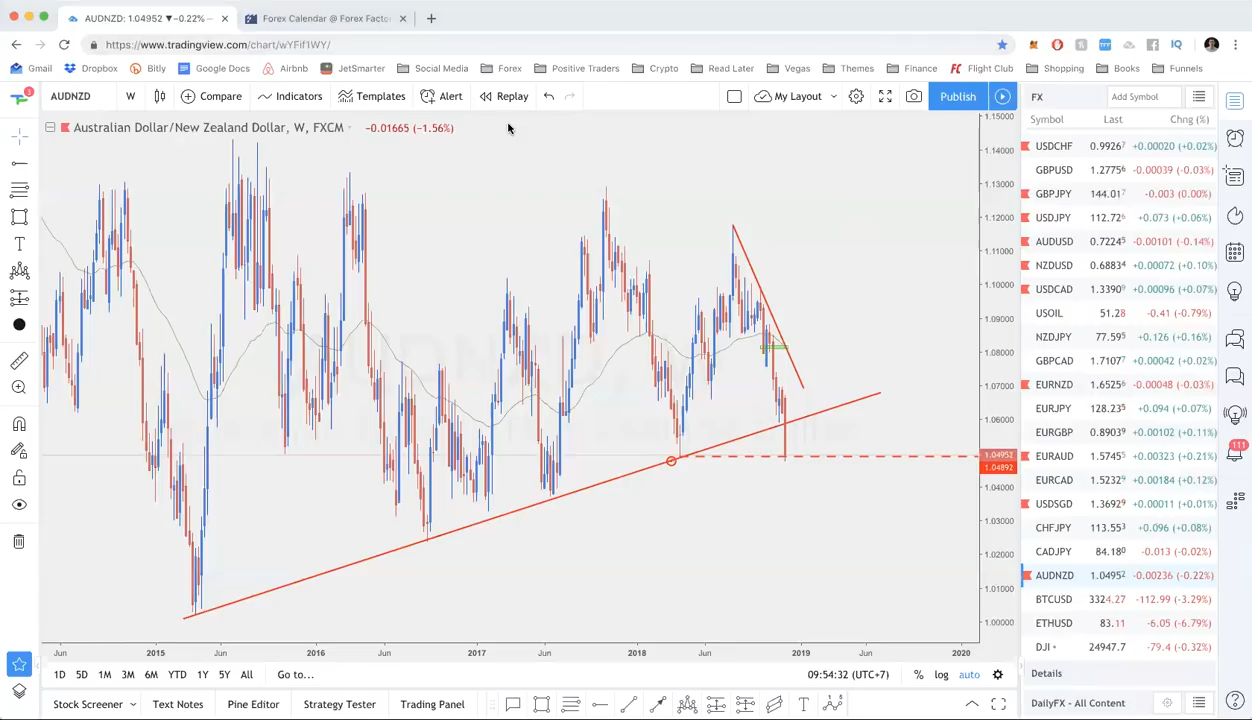 AUDNZD: 1.04952 ▼−0.22% Forex Calendar @ Forex Facto
https://www.tradingview.com/chart/wYFif1WY/
Gmail Dropbox Bitly Google Docs Airbnb JetSmarter Social Media Forex Positive Traders Crypto Read Later Vegas Themes Finance Flight Club Shopping Books Funnels
AUDNZD W Compare Indicators Templates Alert Replay My Layout Publish FX Add Symbol
Symbol Last Chng (%)
Australian Dollar/New Zealand Dollar, W, FXCM −0.01665 (−1.56%)
1.15000
1.14000
1.13000
1.12000
1.11000
1.10000
1.09000
1.08000
1.07000
1.06000
1.04952
1.04892
1.04000
1.03000
1.02000
1.01000
1.00000
USDCHF 0.99267 +0.00020 (+0.02%)
GBPUSD 1.27756 -0.00039 (-0.03%)
GBPJPY 144.017 -0.003 (0.00%)
USDJPY 112.726 +0.073 (+0.06%)
AUDUSD 0.72245 -0.00101 (-0.14%)
NZDUSD 0.68834 +0.00072 (+0.10%)
USDCAD 1.33909 +0.00096 (+0.07%)
USOIL 51.28 -0.41 (-0.79%)
NZDJPY 77.595 +0.126 (+0.16%)
GBPCAD 1.71077 +0.00042 (+0.02%)
EURNZD 1.65256 -0.00048 (-0.03%)
EURJPY 128.235 +0.094 (+0.07%)
EURGBP 0.89039 +0.00102 (+0.11%)
EURAUD 1.57455 +0.00323 (+0.21%)
EURCAD 1.52329 +0.00184 (+0.12%)
USDSGD 1.36929 +0.00011 (+0.01%)
CHFJPY 113.553 +0.096 (+0.08%)
CADJPY 84.180 -0.013 (-0.02%)
AUDNZD 1.04952 -0.00236 (-0.22%)
BTCUSD 3324.27 -112.99 (-3.29%)
ETHUSD 83.11 -6.05 (-6.79%)
DJI 24947.7 -79.4 (-0.32%)
111
Jun 2015 Jun 2016 Jun 2017 Jun 2018 Jun 2019 2020
1D 5D 1M 3M 6M YTD 1Y 5Y All Go to... 09:54:32 (UTC+7) % log auto
Details
Stock Screener Text Notes Pine Editor Strategy Tester Trading Panel DailyFX - All Content